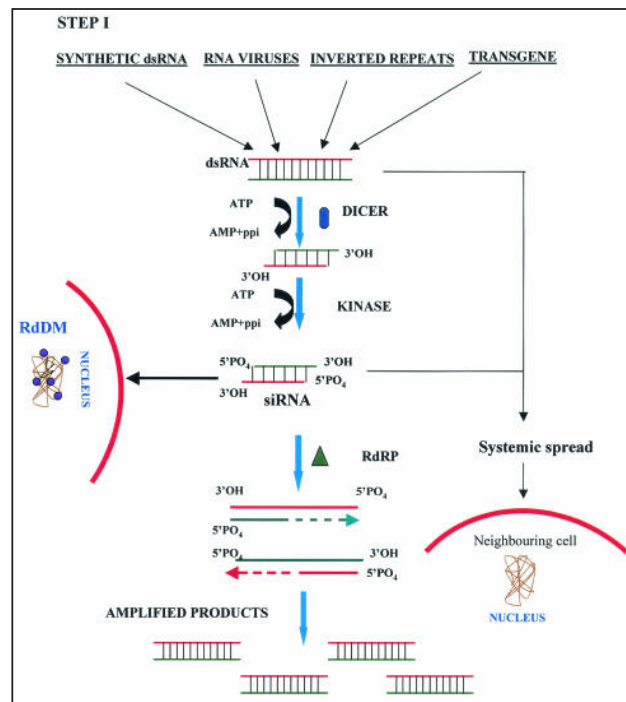 STEP I
SYNTHETIC dsRNA RNA VIRUSES INVERTED REPEATS TRANSGENE
dsRNA
ATP
DICER
AMP+ppi
3'OH
3'OH
ATP
KINASE
AMP+ppi
RdDM
NUCLEUS
5'PO4 3'OH
3'OH 5'PO4
siRNA
RdRP
Systemic spread
3'OH 5'PO4
5'PO4
5'PO4 3'OH
5'PO4
Neighbouring cell
NUCLEUS
AMPLIFIED PRODUCTS